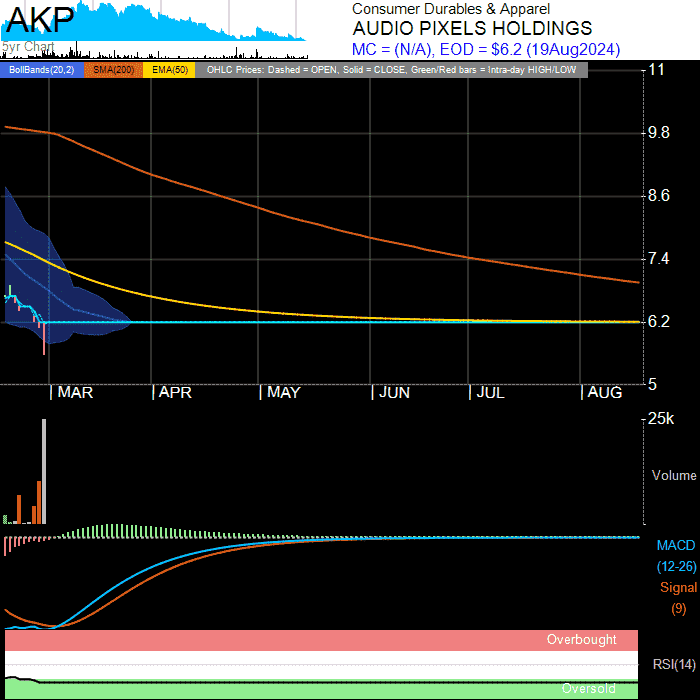 AKP
5yr Chart
Consumer Durables & Apparel
AUDIO PIXELS HOLDINGS
MC = (N/A), EOD = $6.2 (19Aug2024)
BollBands(20,2) SMA(200) EMA(50) OHLC Prices: Dashed = OPEN, Solid = CLOSE, Green/Red bars = Intra-day HIGH/LOW
11
9.8
8.6
7.4
6.2
5
MAR APR MAY JUN JUL AUG
25k
Volume
MACD
(12-26)
Signal
(9)
Overbought
RSI(14)
Oversold